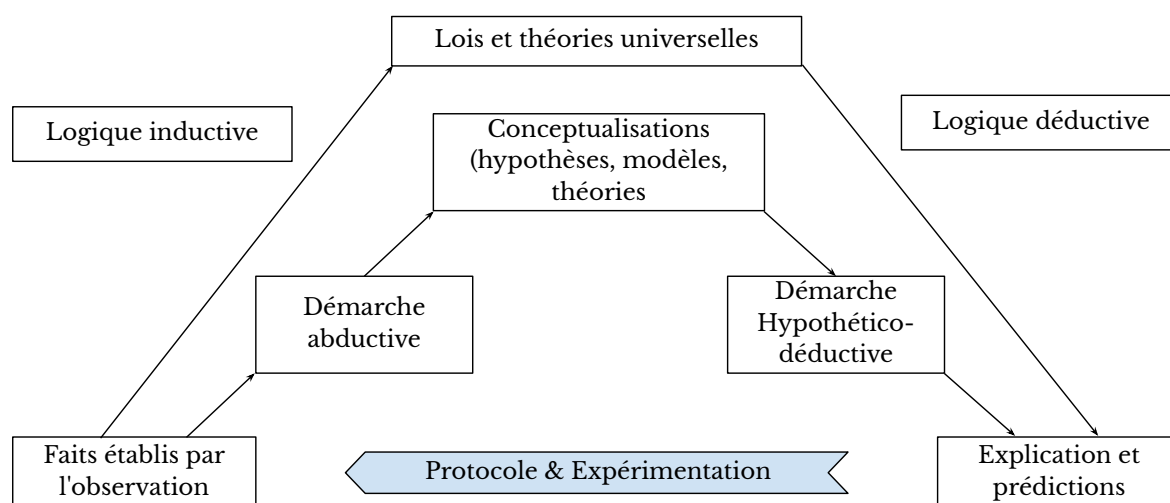 Lois et théories universelles
Logique inductive
Logique déductive
Conceptualisations
(hypothèses, modèles,
théories
Démarche
abductive
Démarche
Hypothético-
déductive
Faits établis par
l'observation
Protocole & Expérimentation
Explication et
prédictions